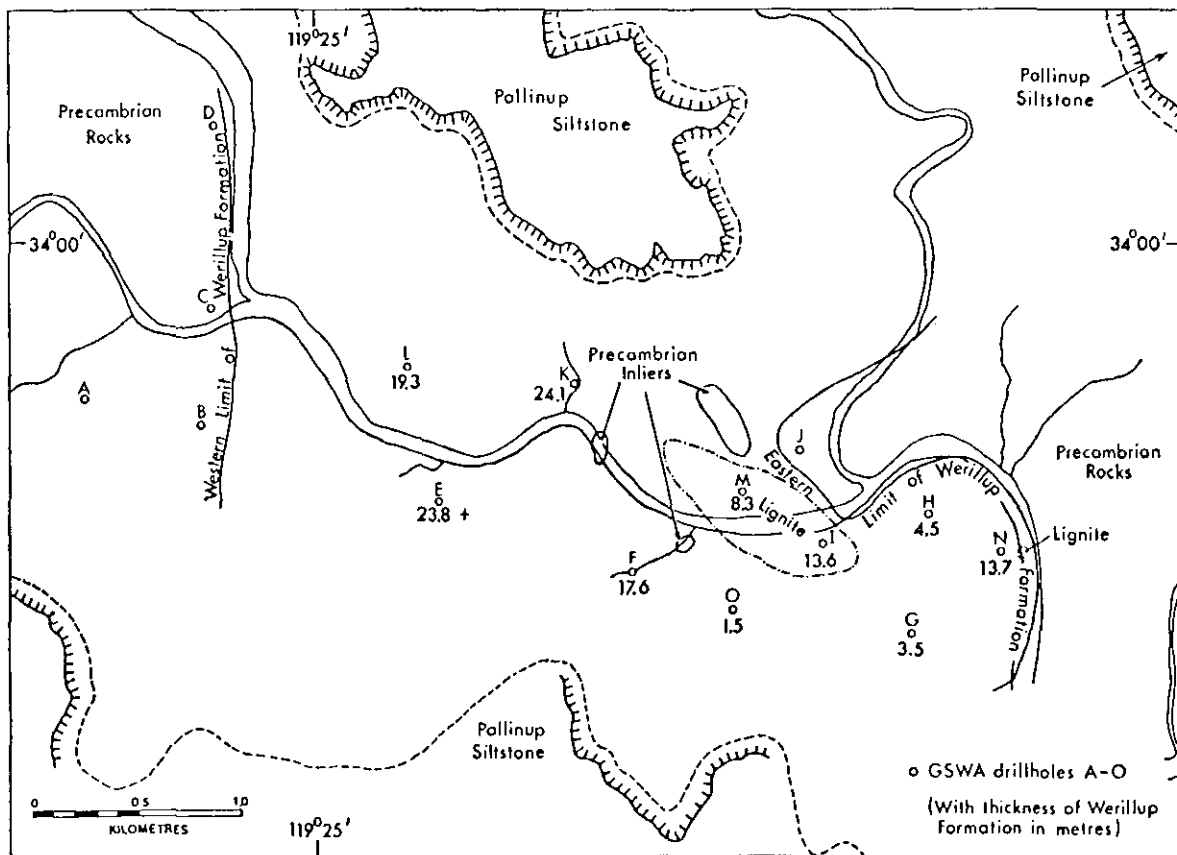 119°25'
Precambrian
Rocks
D
Pallinup
Siltstone
Pallinup
Siltstone
34°00'
34°00'
Western Limit of Werillup Formation
C
A
B
L
19.3
K
24.1
Precambrian
Inliers
E
23.8 +
J
M
8.3
Lignite
Eastern Limit of Werillup Formation
Precambrian
Rocks
H
4.5
I
13.6
N
13.7
Lignite
F
17.6
O
1.5
G
3.5
Pallinup
Siltstone
0 0.5 1.0
KILOMETRES
119°25'
GSWA drillholes A-O
(With thickness of Werillup
Formation in metres)